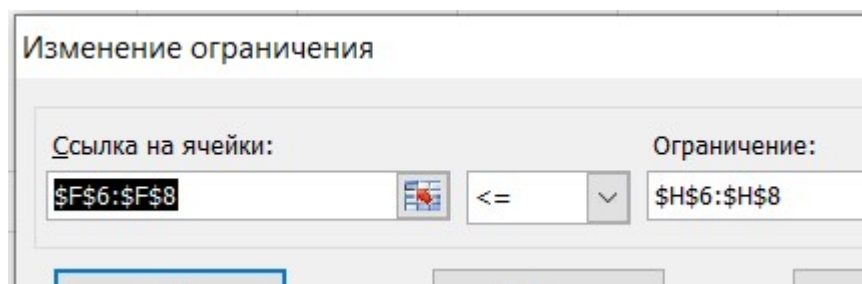 Изменение ограничения
Ссылка на ячейки:
Ограничение:
$F$6:$F$8
<=
$H$6:$H$8